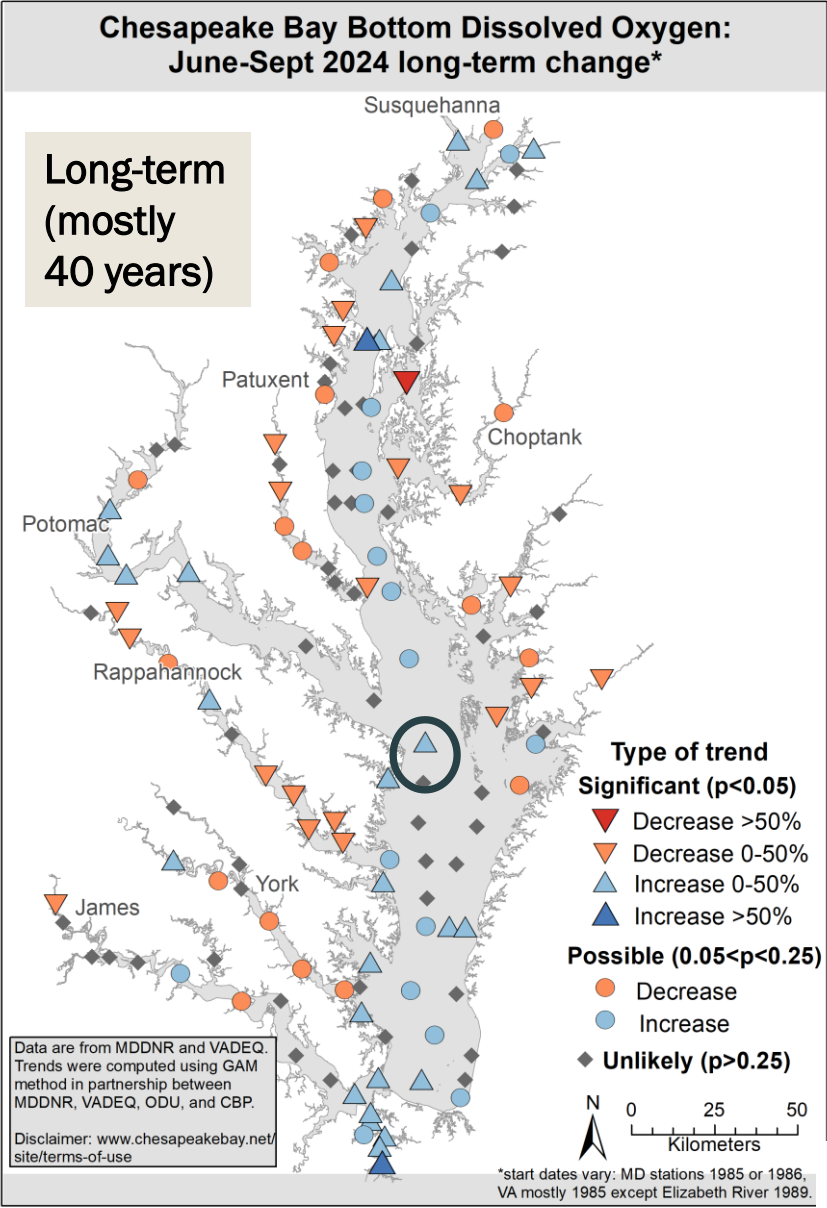 Chesapeake Bay Bottom Dissolved Oxygen:
June-Sept 2024 long-term change*
Susquehanna
Long-term
(mostly
40 years)
Patuxent
Choptank
Potomac
Rappahannock
York
James
Type of trend
Significant (p<0.05)
Decrease >50%
Decrease 0-50%
Increase 0-50%
Increase >50%
Possible (0.05<p<0.25)
Decrease
Increase
Unlikely (p>0.25)
Data are from MDDNR and VADEQ.
Trends were computed using GAM
method in partnership between
MDDNR, VADEQ, ODU, and CBP.
Disclaimer: www.chesapeakebay.net/
site/terms-of-use
N
0 25 50
Kilometers
*start dates vary: MD stations 1985 or 1986,
VA mostly 1985 except Elizabeth River 1989.